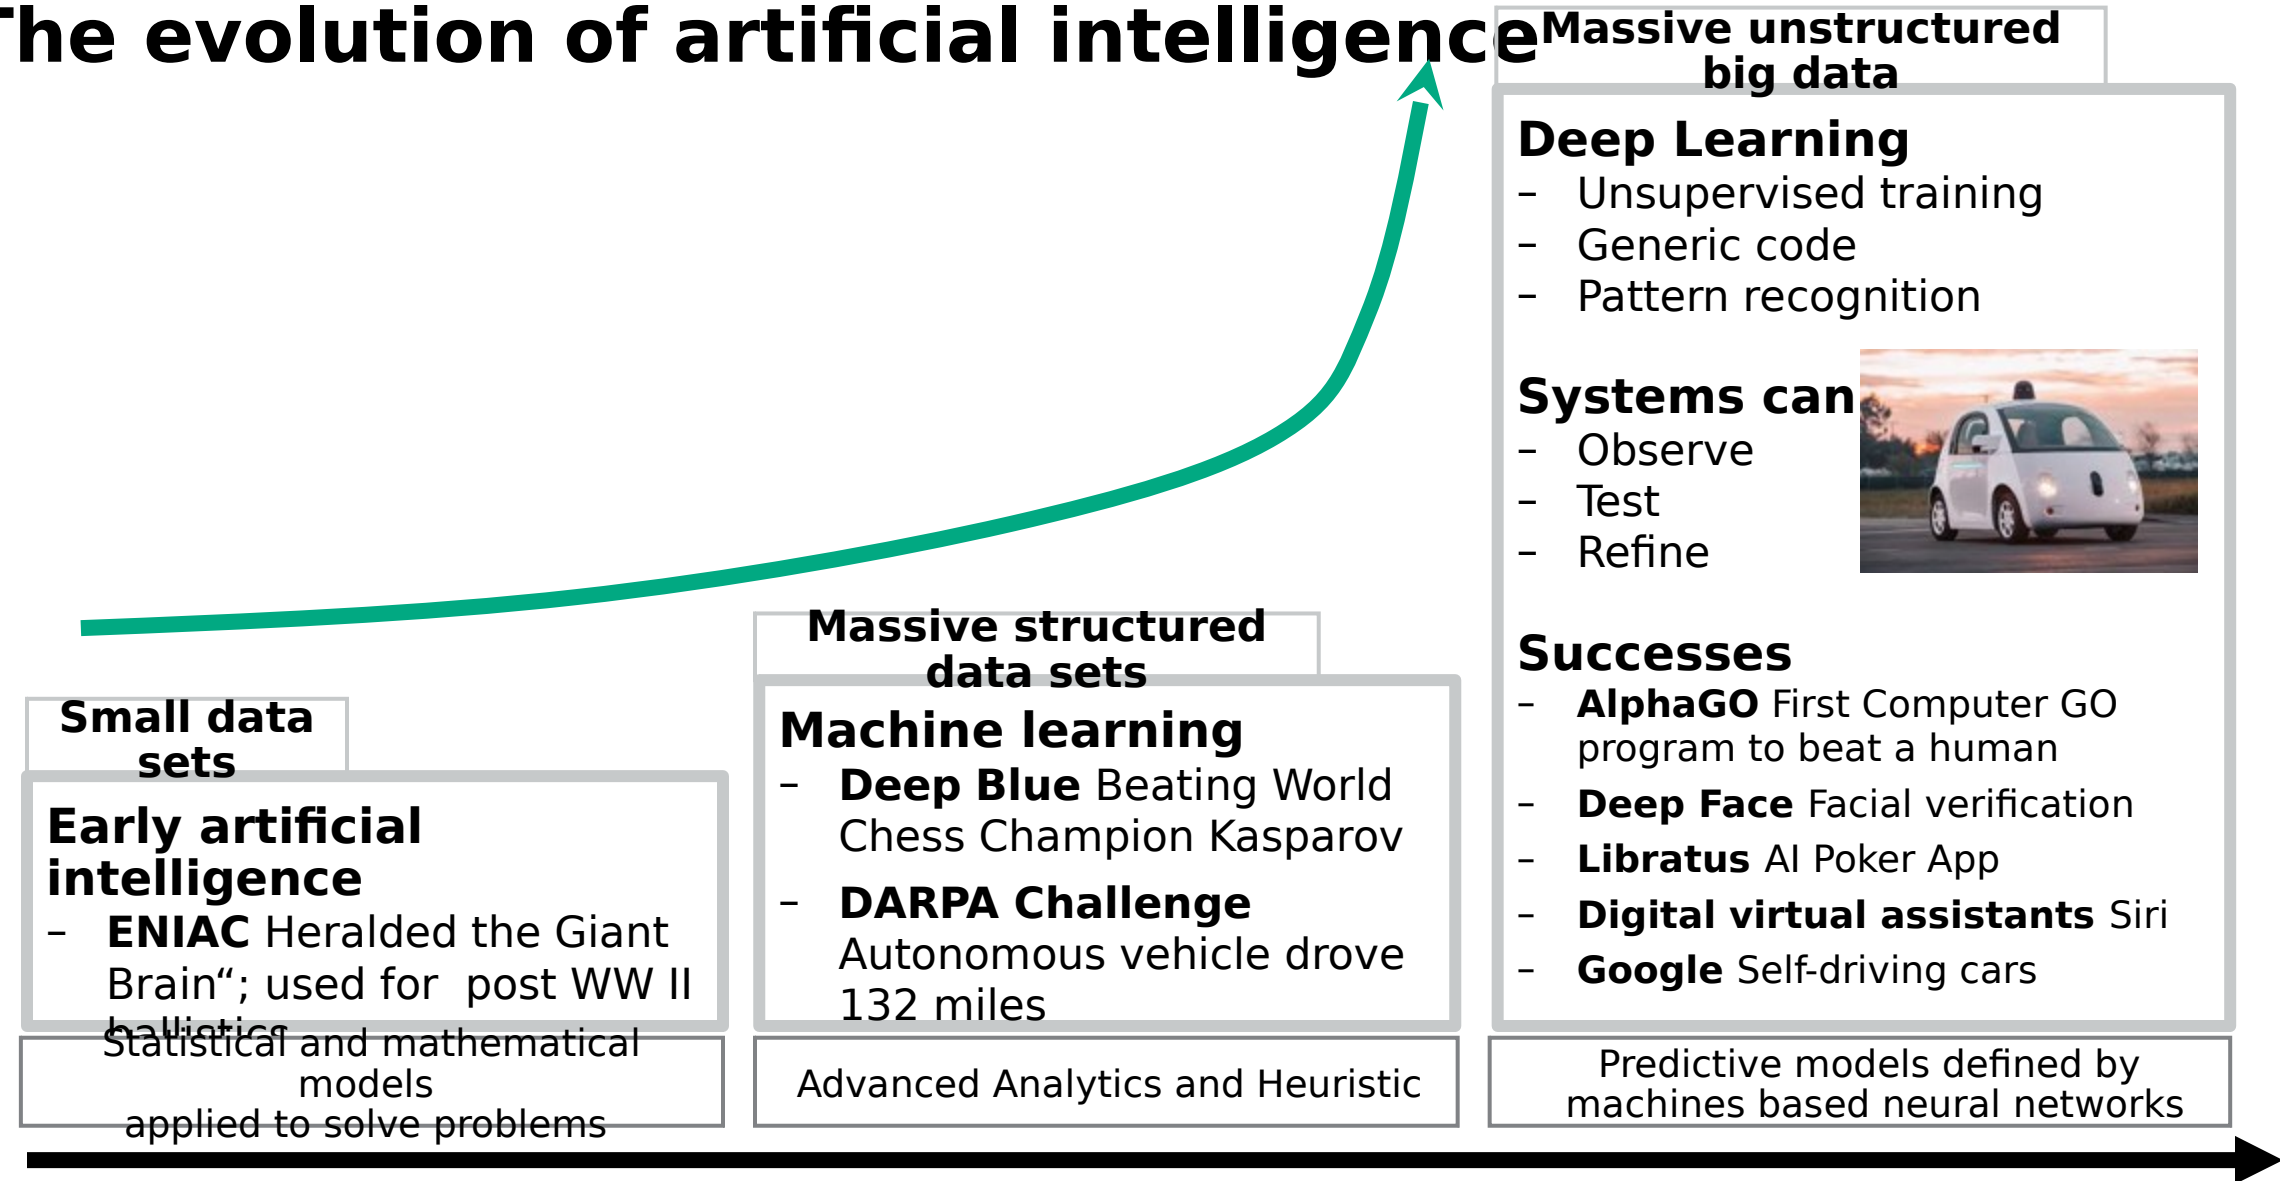 The evolution of artificial intelligence
Massive unstructured
big data
Deep Learning
– Unsupervised training
– Generic code
– Pattern recognition
Systems can
– Observe
– Test
– Refine
Successes
– AlphaGO First Computer GO
program to beat a human
– Deep Face Facial verification
– Libratus AI Poker App
– Digital virtual assistants Siri
– Google Self-driving cars
Predictive models defined by
machines based neural networks
Massive structured
data sets
Machine learning
– Deep Blue Beating World
Chess Champion Kasparov
– DARPA Challenge
Autonomous vehicle drove
132 miles
Advanced Analytics and Heuristic
Small data
sets
Early artificial
intelligence
– ENIAC Heralded the Giant
Brain“; used for  post WW II
ballistics
Statistical and mathematical
models
applied to solve problems